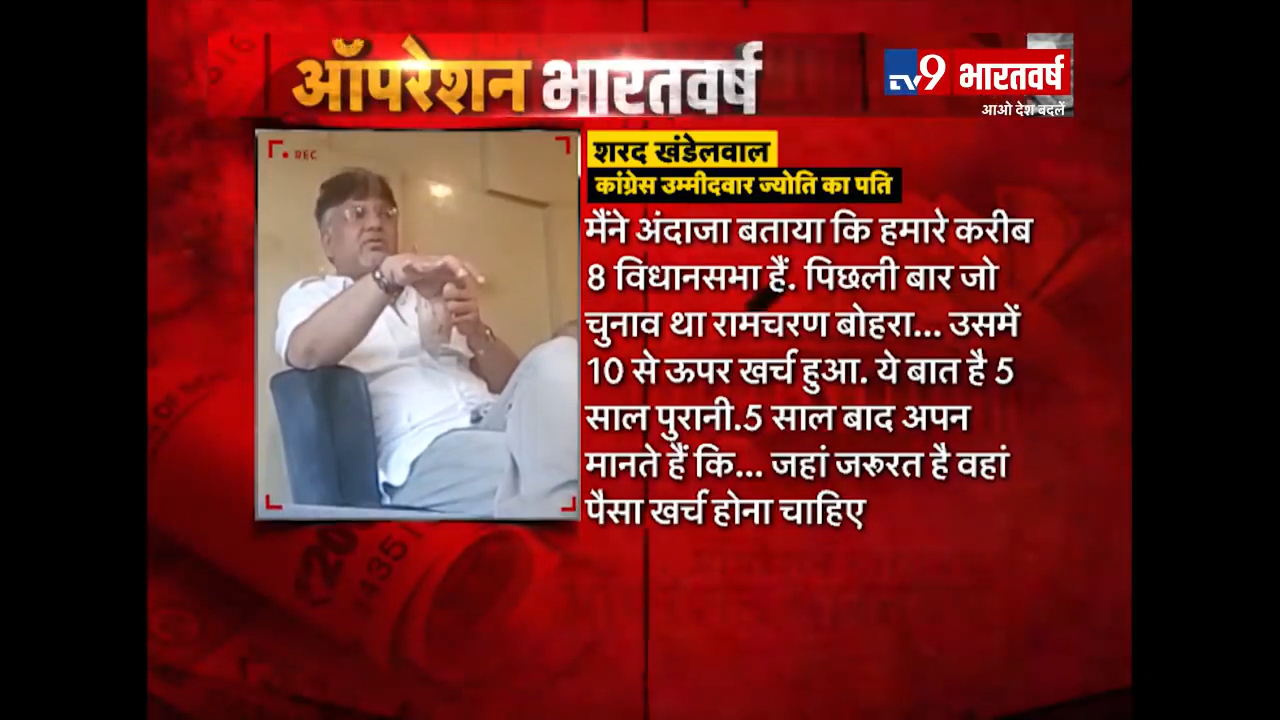 ऑपरेशन भारतवर्ष
TV9 भारतवर्ष
आओ देश बदलें
REC
शरद खंडेलवाल
कांग्रेस उम्मीदवार ज्योति का पति
मैंने अंदाजा बताया कि हमारे करीब
8 विधानसभा हैं. पिछली बार जो
चुनाव था रामचरण बोहरा... उसमें
10 से ऊपर खर्च हुआ. ये बात है 5
साल पुरानी.5 साल बाद अपन
मानते हैं कि... जहां जरूरत है वहां
पैसा खर्च होना चाहिए
₹20